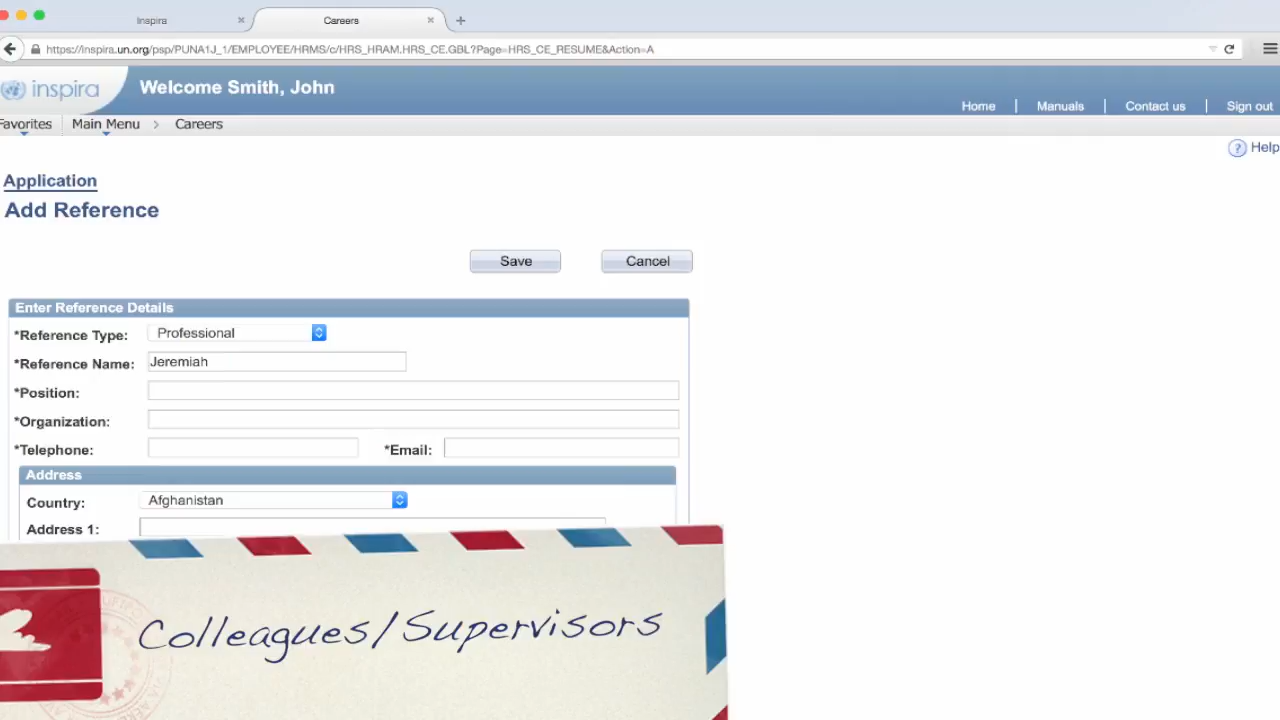 Inspira
Careers
https://inspira.un.org/psp/PUNA1J_1/EMPLOYEE/HRMS/c/HRS_HRAM.HRS_CE.GBL?Page=HRS_CE_RESUME&Action=A
inspira
Welcome Smith, John
Home | Manuals | Contact us | Sign out
Favorites Main Menu > Careers
? Help
Application
Add Reference
Save Cancel
Enter Reference Details
*Reference Type: Professional
*Reference Name: Jeremiah
*Position:
*Organization:
*Telephone: *Email:
Address
Country: Afghanistan
Address 1:
Colleagues/Supervisors